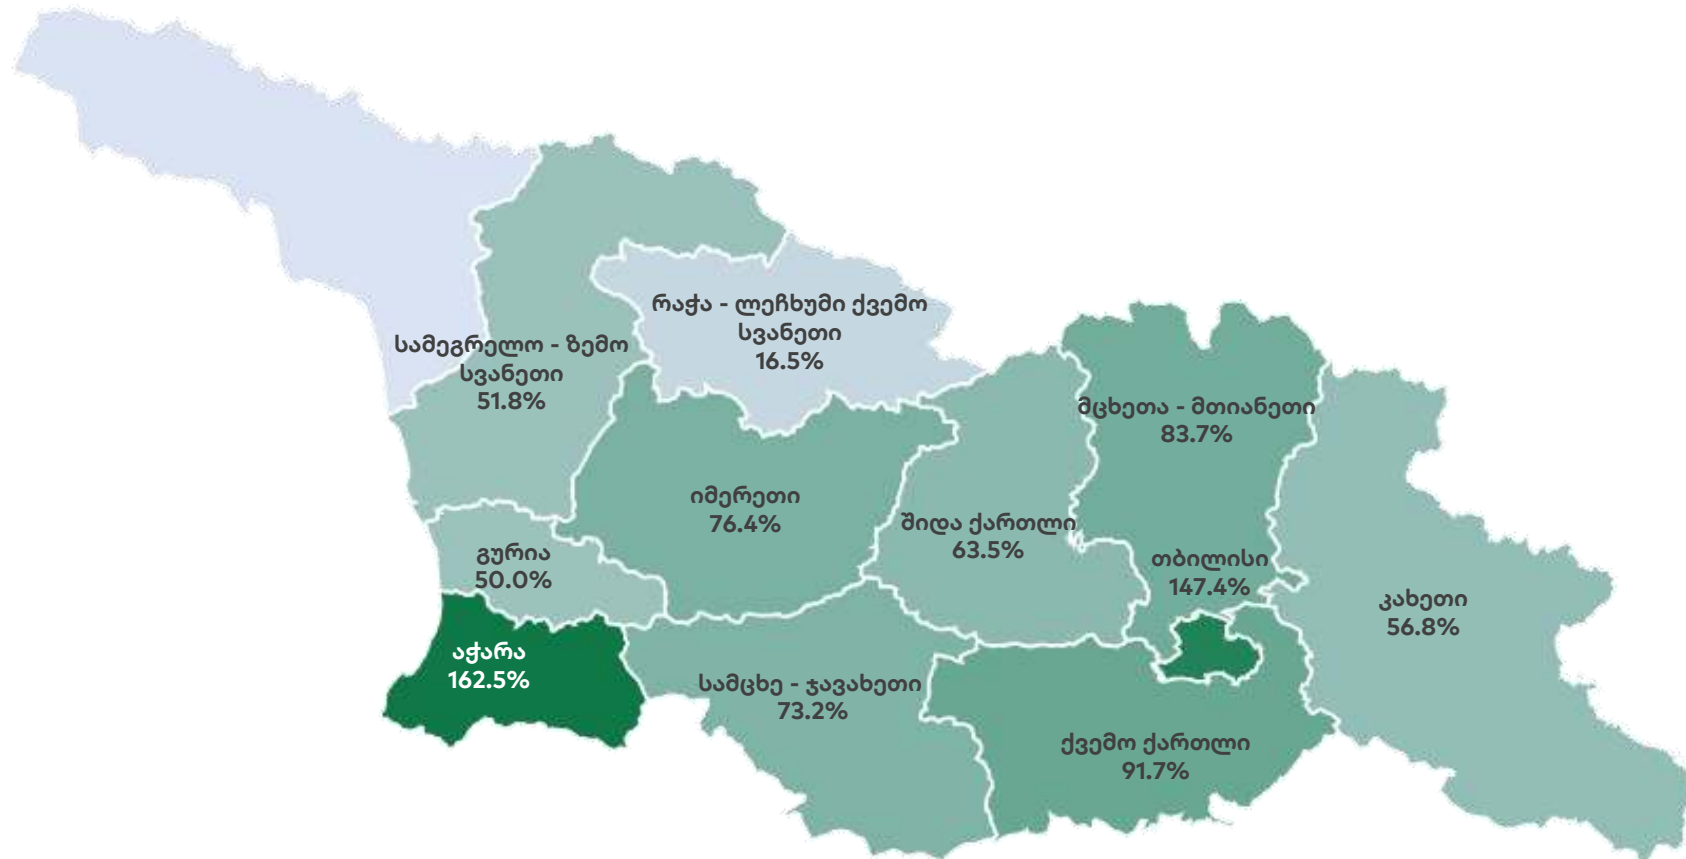 რაჭა - ლეჩხუმი ქვემო
სვანეთი
16.5%
სამეგრელო - ზემო
სვანეთი
51.8%
მცხეთა - მთიანეთი
83.7%
იმერეთი
76.4%
შიდა ქართლი
63.5%
გურია
50.0%
თბილისი
147.4%
კახეთი
56.8%
აჭარა
162.5%
სამცხე - ჯავახეთი
73.2%
ქვემო ქართლი
91.7%